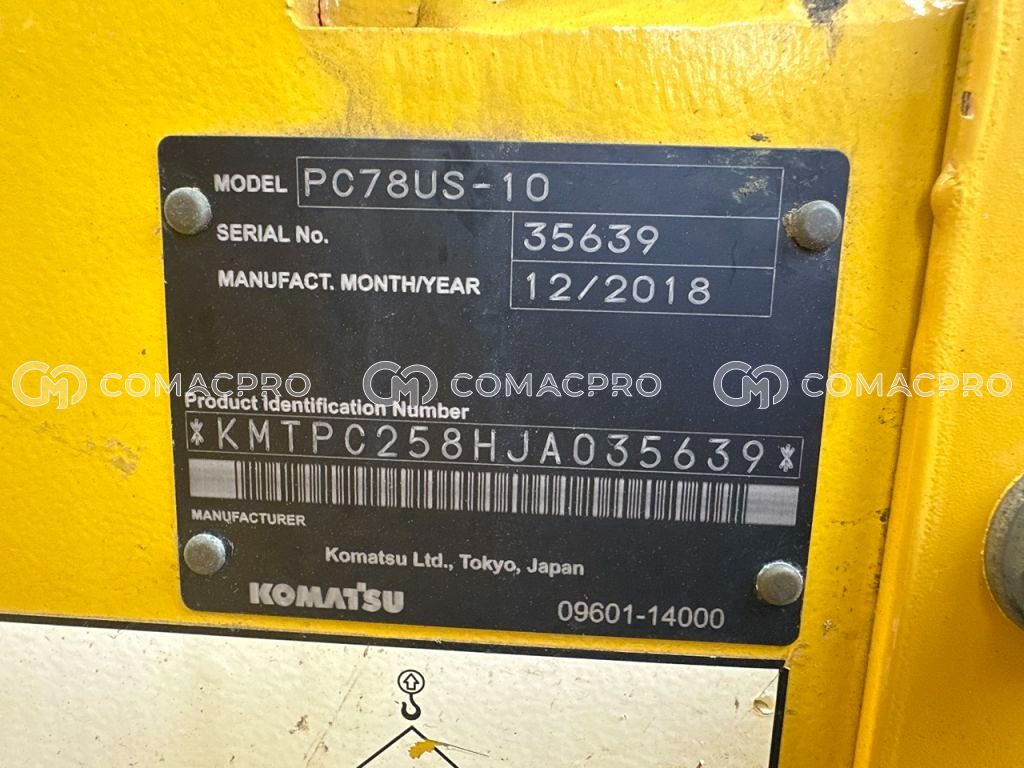 MODEL PC78US-10
SERIAL No. 35639
MANUFACT. MONTH/YEAR 12/2018
COMACPRO COMACPRO COMACPRO
Product Identification Number
*KMTPC258HJA035639*
MANUFACTURER
Komatsu Ltd., Tokyo, Japan
KOMATSU 09601-14000